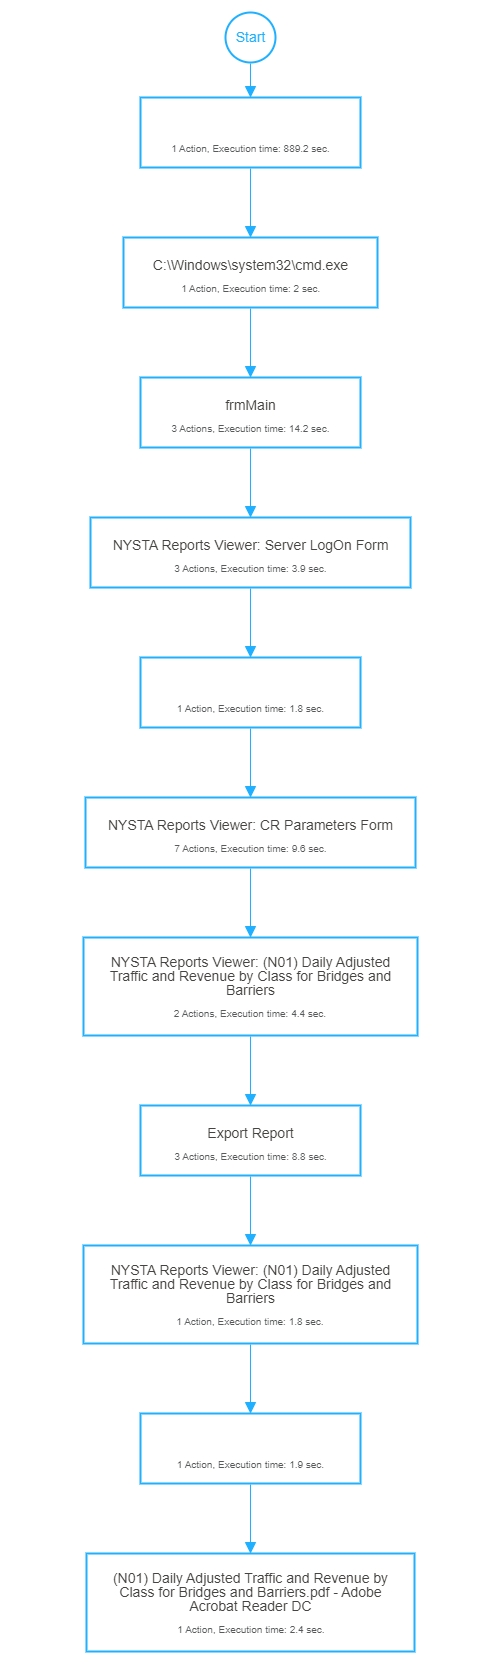 Start
1 Action, Execution time: 889.2 sec.
C:\Windows\system32\cmd.exe
1 Action, Execution time: 2 sec.
frmMain
3 Actions, Execution time: 14.2 sec.
NYSTA Reports Viewer: Server LogOn Form
3 Actions, Execution time: 3.9 sec.
1 Action, Execution time: 1.8 sec.
NYSTA Reports Viewer: CR Parameters Form
7 Actions, Execution time: 9.6 sec.
NYSTA Reports Viewer: (N01) Daily Adjusted
Traffic and Revenue by Class for Bridges and
Barriers
2 Actions, Execution time: 4.4 sec.
Export Report
3 Actions, Execution time: 8.8 sec.
NYSTA Reports Viewer: (N01) Daily Adjusted
Traffic and Revenue by Class for Bridges and
Barriers
1 Action, Execution time: 1.8 sec.
1 Action, Execution time: 1.9 sec.
(N01) Daily Adjusted Traffic and Revenue by
Class for Bridges and Barriers.pdf - Adobe
Acrobat Reader DC
1 Action, Execution time: 2.4 sec.